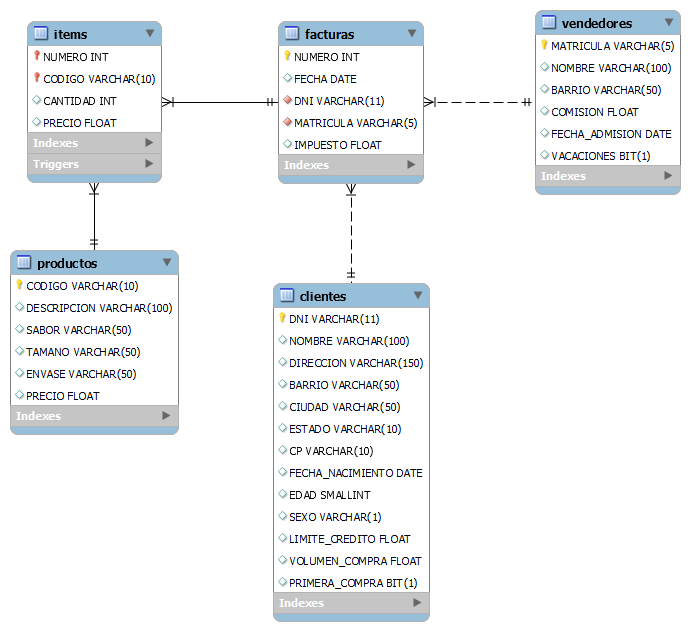 items
NUMERO INT
CODIGO VARCHAR(10)
CANTIDAD INT
PRECIO FLOAT
Indexes
Triggers
facturas
NUMERO INT
FECHA DATE
DNI VARCHAR(11)
MATRICULA VARCHAR(5)
IMPUESTO FLOAT
Indexes
vendedores
MATRICULA VARCHAR(5)
NOMBRE VARCHAR(100)
BARRIO VARCHAR(50)
COMISION FLOAT
FECHA_ADMISION DATE
VACACIONES BIT(1)
Indexes
productos
CODIGO VARCHAR(10)
DESCRIPCION VARCHAR(100)
SABOR VARCHAR(50)
TAMANO VARCHAR(50)
ENVASE VARCHAR(50)
PRECIO FLOAT
Indexes
clientes
DNI VARCHAR(11)
NOMBRE VARCHAR(100)
DIRECCION VARCHAR(150)
BARRIO VARCHAR(50)
CIUDAD VARCHAR(50)
ESTADO VARCHAR(10)
CP VARCHAR(10)
FECHA_NACIMIENTO DATE
EDAD SMALLINT
SEXO VARCHAR(1)
LIMITE_CREDITO FLOAT
VOLUMEN_COMPRA FLOAT
PRIMERA_COMPRA BIT(1)
Indexes